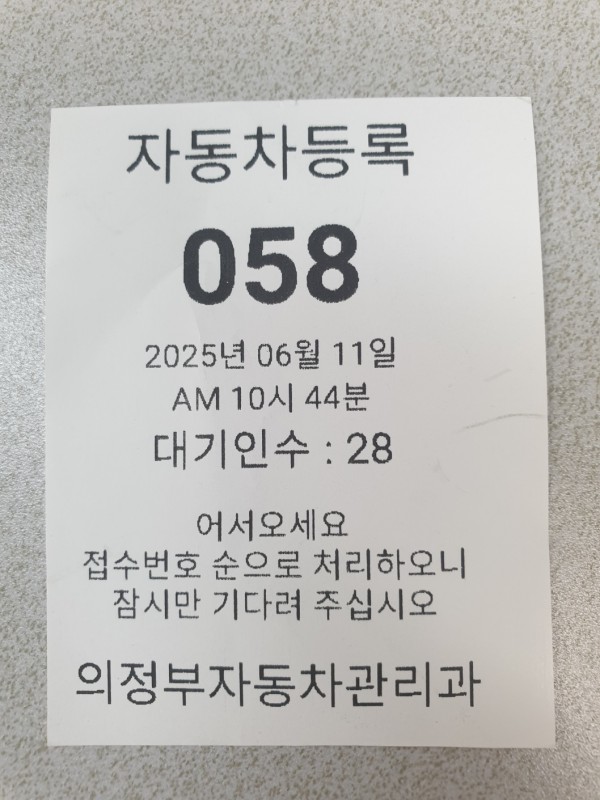 자동차등록
058
2025년 06월 11일
AM 10시 44분
대기인수 : 28
어서오세요
접수번호 순으로 처리하오니
잠시만 기다려 주십시오
의정부자동차관리과